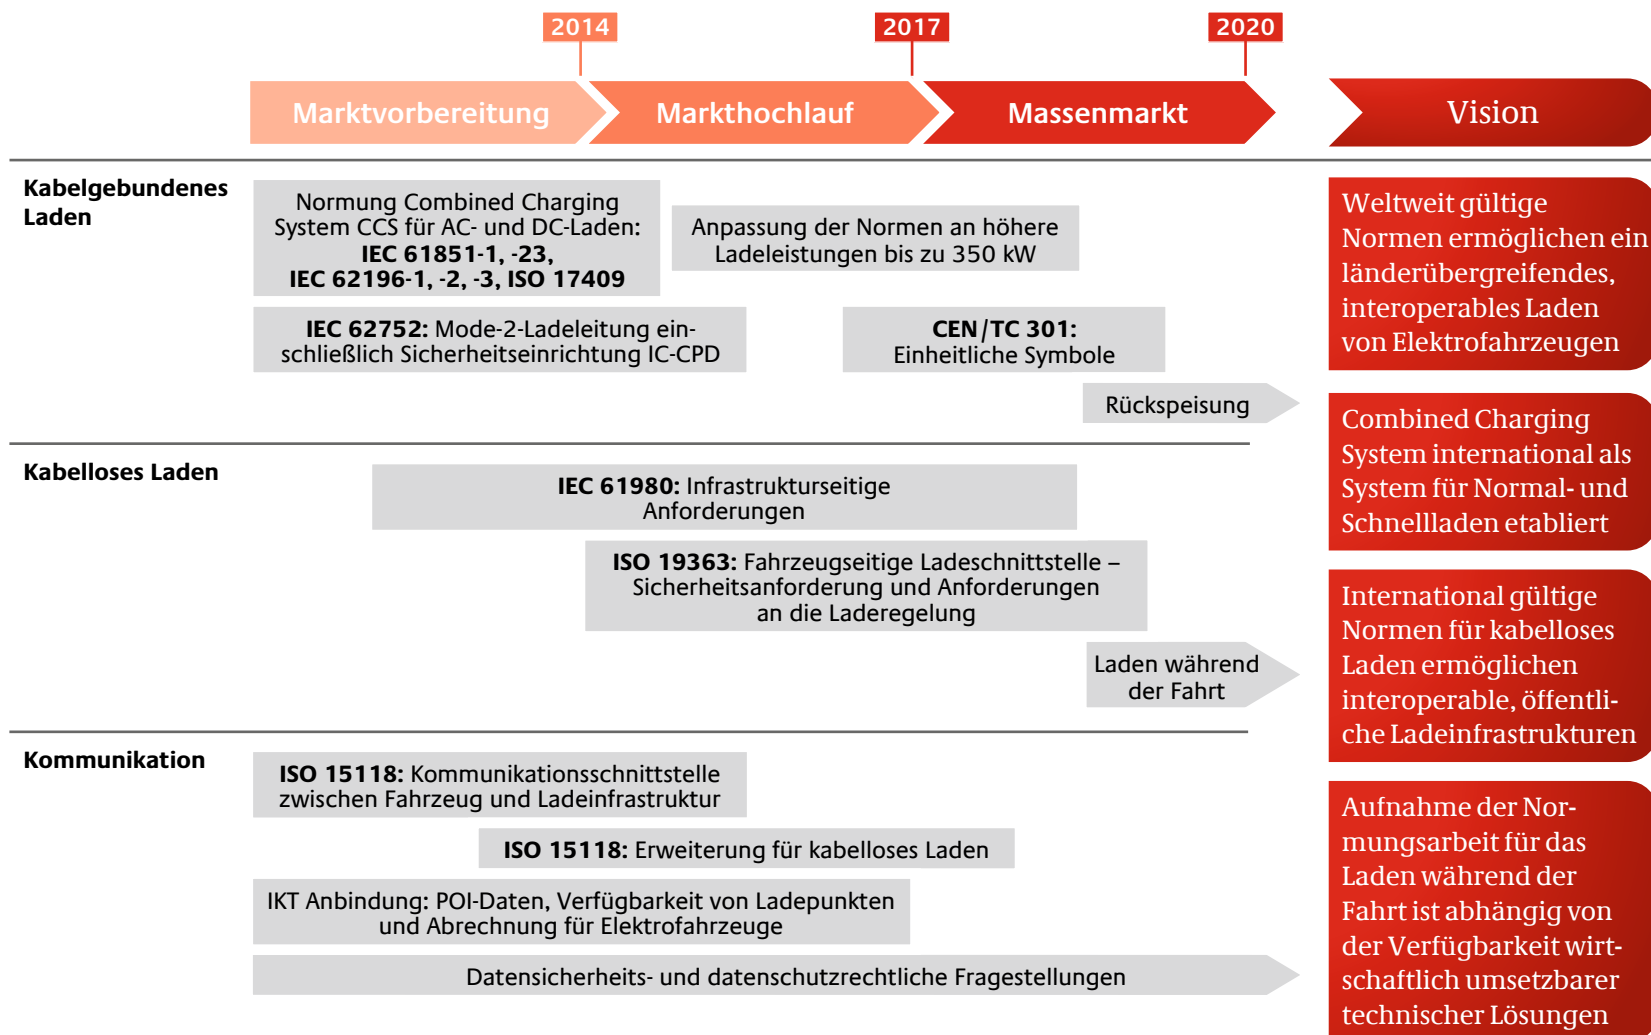 2014
2017
2020
Marktvorbereitung
Markthochlauf
Massenmarkt
Vision
Kabelgebundenes
Laden
Normung Combined Charging
System CCS für AC- und DC-Laden:
IEC 61851-1, -23,
IEC 62196-1, -2, -3, ISO 17409
Anpassung der Normen an höhere
Ladeleistungen bis zu 350 kW
IEC 62752: Mode-2-Ladeleitung ein-
schließlich Sicherheitseinrichtung IC-CPD
CEN/TC 301:
Einheitliche Symbole
Rückspeisung
Kabelloses Laden
IEC 61980: Infrastrukturseitige
Anforderungen
ISO 19363: Fahrzeugseitige Ladeschnittstelle –
Sicherheitsanforderung und Anforderungen
an die Laderegelung
Laden während
der Fahrt
Kommunikation
ISO 15118: Kommunikationsschnittstelle
zwischen Fahrzeug und Ladeinfrastruktur
ISO 15118: Erweiterung für kabelloses Laden
IKT Anbindung: POI-Daten, Verfügbarkeit von Ladepunkten
und Abrechnung für Elektrofahrzeuge
Datensicherheits- und datenschutzrechtliche Fragestellungen
Weltweit gültige
Normen ermöglichen ein
länderübergreifendes,
interoperables Laden
von Elektrofahrzeugen
Combined Charging
System international als
System für Normal- und
Schnellladen etabliert
International gültige
Normen für kabelloses
Laden ermöglichen
interoperable, öffentli-
che Ladeinfrastrukturen
Aufnahme der Nor-
mungsarbeit für das
Laden während der
Fahrt ist abhängig von
der Verfügbarkeit wirt-
schaftlich umsetzbarer
technischer Lösungen